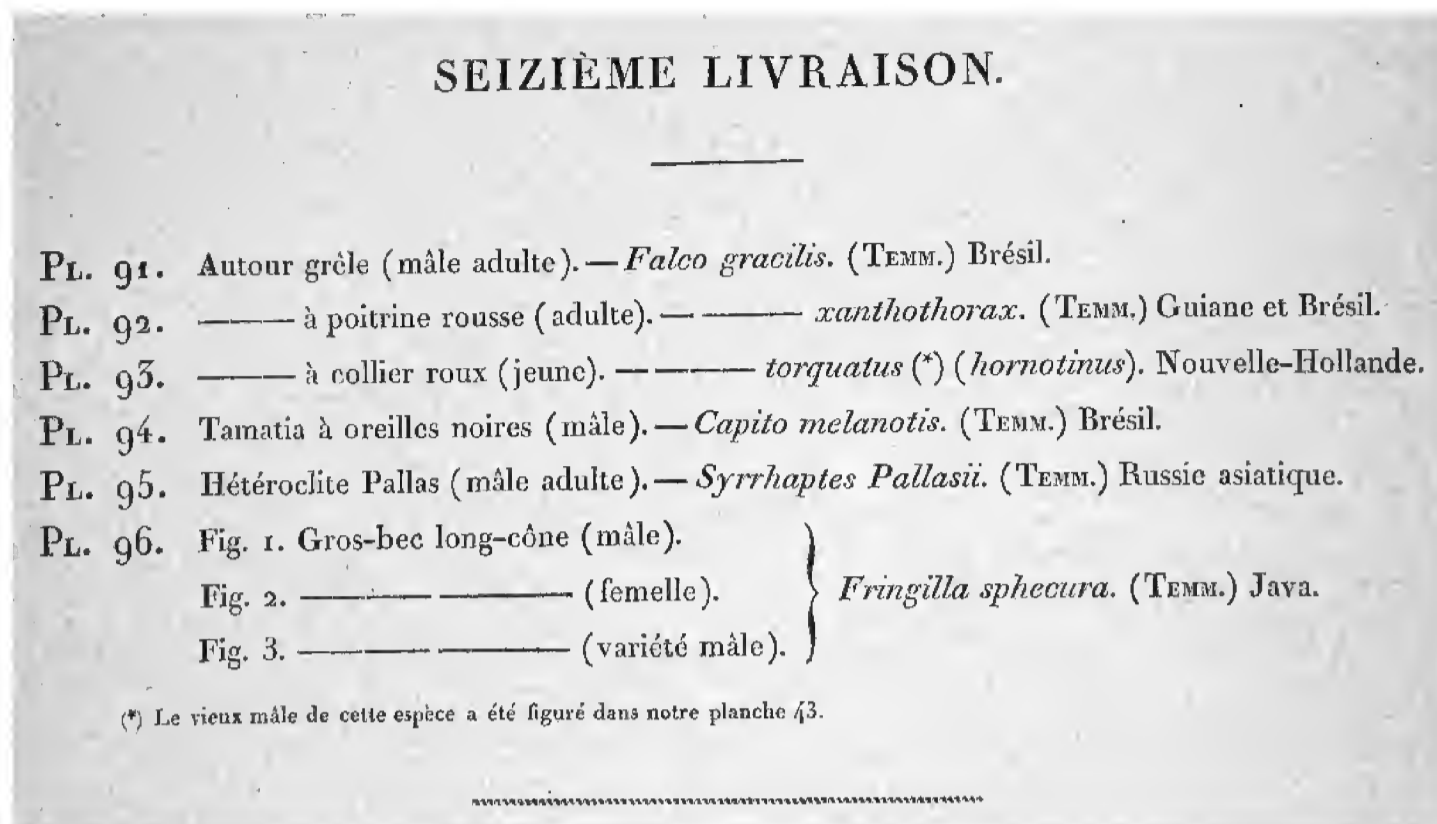 SEIZIÈME LIVRAISON.
PL. 91. Autour grêle (mâle adulte). — Falco gracilis. (TEMM.) Brésil.
PL. 92. ——— à poitrine rousse (adulte). — ——— xanthothorax. (TEMM.) Guiane et Brésil.
PL. 93. ——— à collier roux (jeune). — — ——— torquatus (*) (hornotinus). Nouvelle-Hollande.
PL. 94. Tamatia à oreilles noires (mâle). — Capito melanotis. (TEMM.) Brésil.
PL. 95. Hétéroclite Pallas (mâle adulte). — Syrrhaptes Pallasii. (TEMM.) Russie asiatique.
PL. 96. Fig. 1. Gros-bec long-cône (mâle).
Fig. 2. ——— ——— (femelle). } Fringilla sphecura. (TEMM.) Java.
Fig. 3. ——— ——— (variété mâle).
(*) Le vieux mâle de cette espèce a été figuré dans notre planche 43.